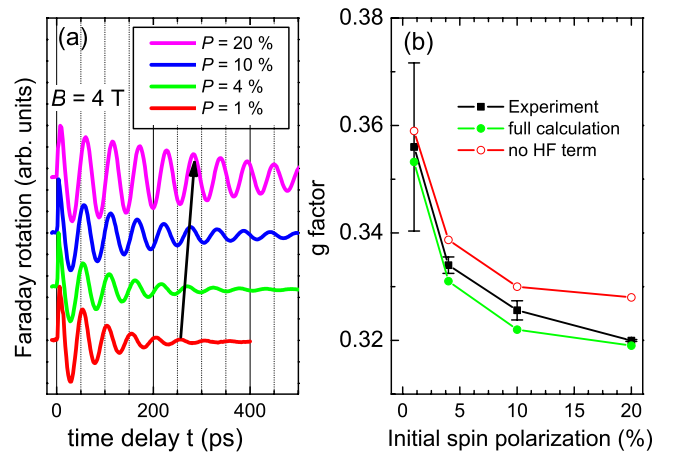 (a)
P = 20 %
P = 10 %
P = 4 %
P = 1 %
B = 4 T
Faraday rotation (arb. units)
0 200 400
time delay t (ps)
(b)
Experiment
full calculation
no HF term
0.38
0.36
0.34
0.32
g factor
0 5 10 15 20
Initial spin polarization (%)